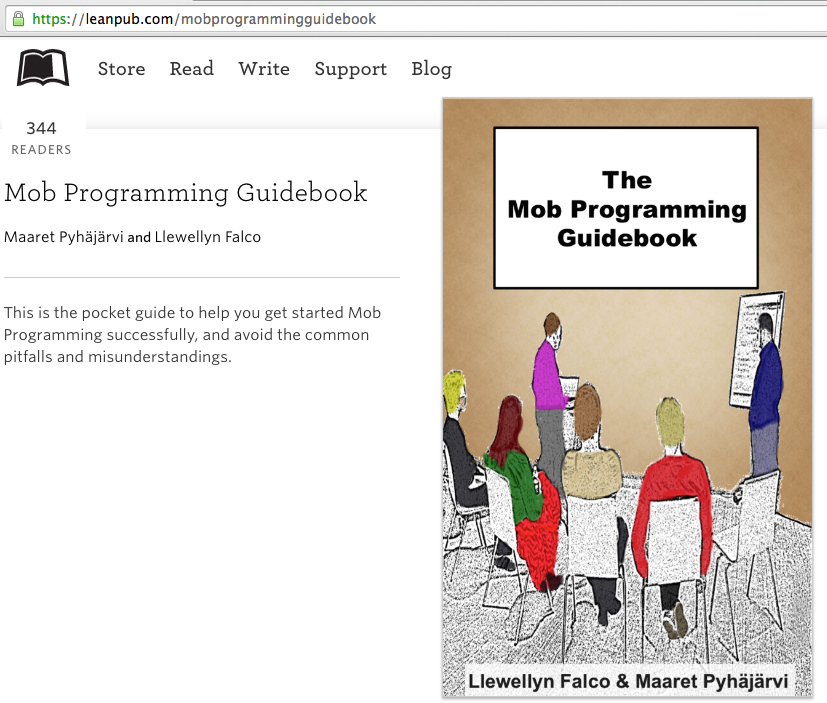 https://leanpub.com/mobprogrammingguidebook
Store Read Write Support Blog
344
READERS
Mob Programming Guidebook
Maaret Pyhäjärvi and Llewellyn Falco
This is the pocket guide to help you get started Mob
Programming successfully, and avoid the common
pitfalls and misunderstandings.
The
Mob Programming
Guidebook
Llewellyn Falco & Maaret Pyhäjärvi